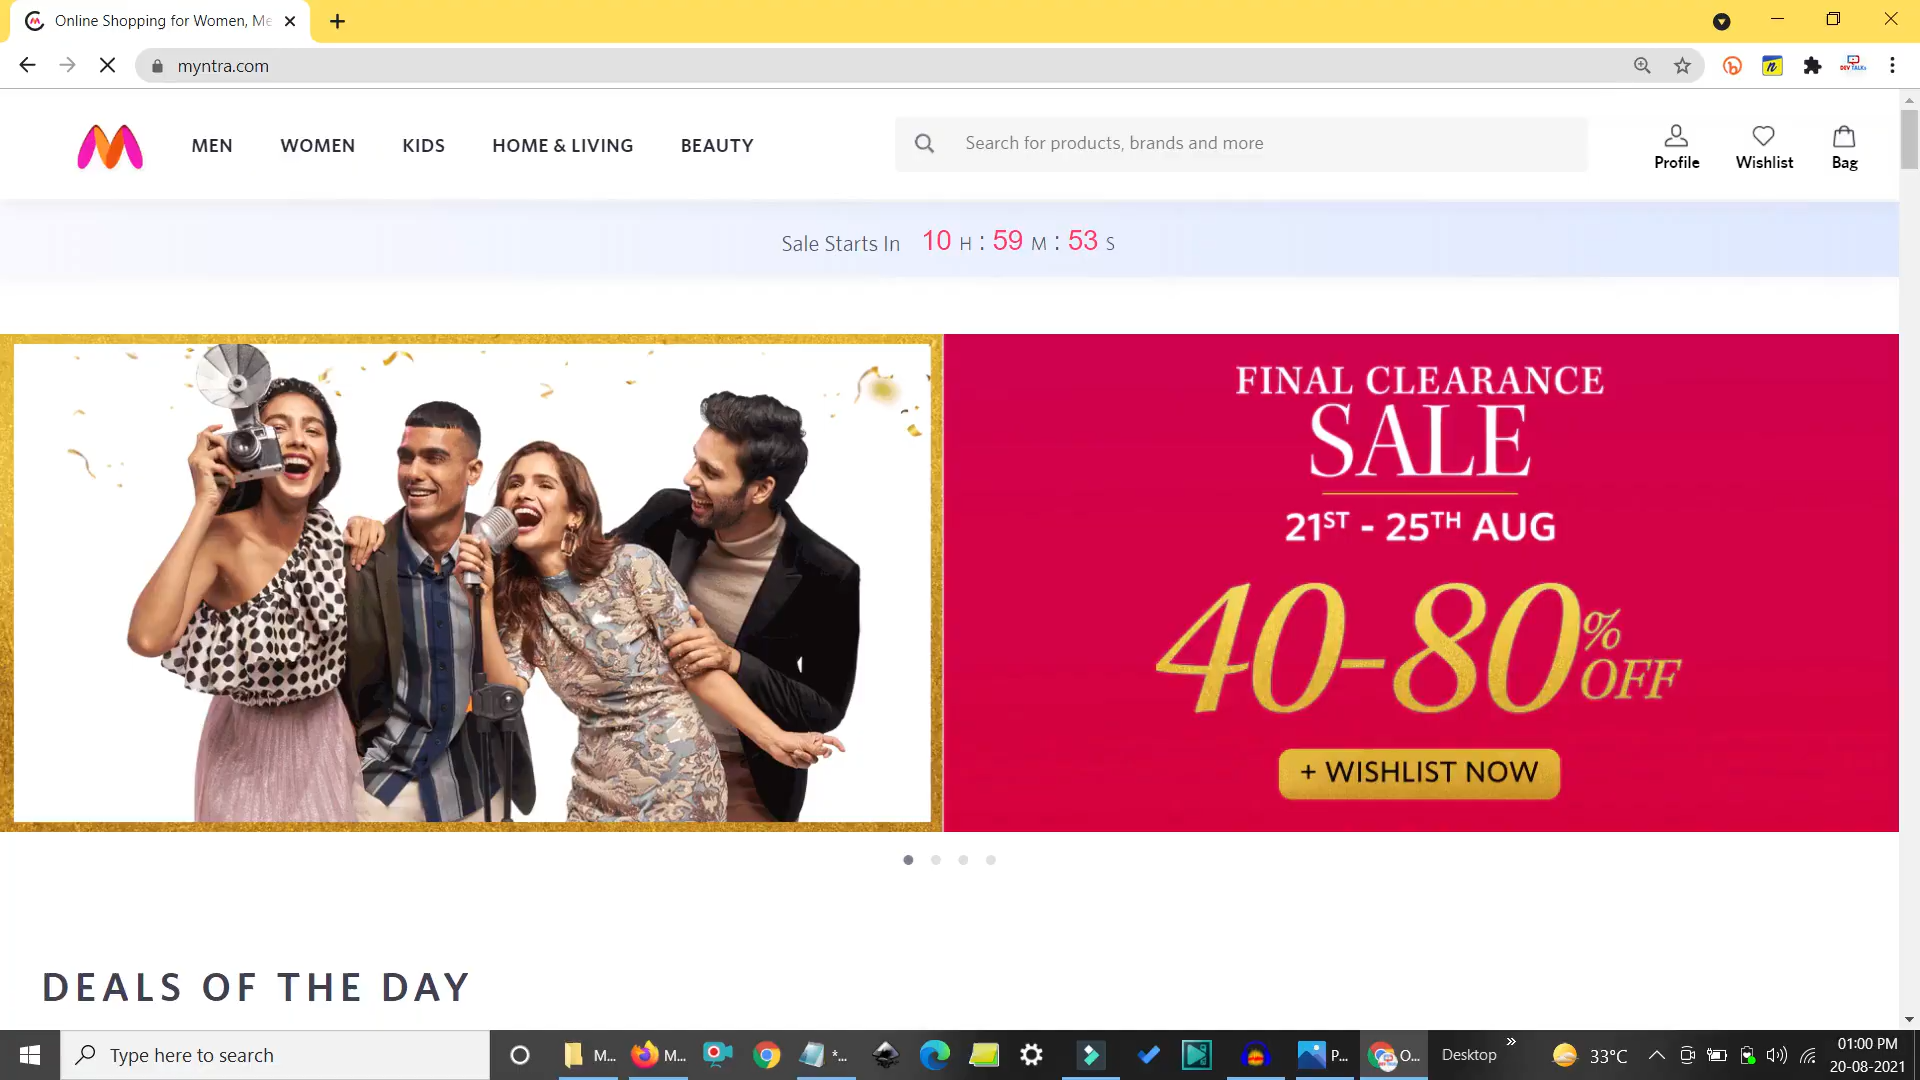 Online Shopping for Women, Me
myntra.com
MEN WOMEN KIDS HOME & LIVING BEAUTY
Search for products, brands and more
Profile Wishlist Bag
Sale Starts In 10 H : 59 M : 53 S
FINAL CLEARANCE
SALE
21ST - 25TH AUG
40-80% OFF
+ WISHLIST NOW
DEALS OF THE DAY
Type here to search
M...
M...
*...
P...
O...
Desktop
33°C
01:00 PM
20-08-2021